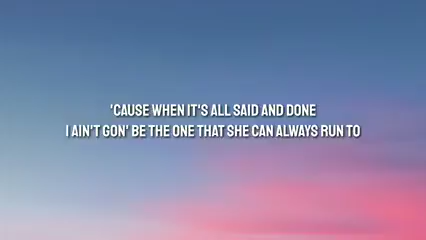 'CAUSE WHEN IT'S ALL SAID AND DONE
I AIN'T GON' BE THE ONE THAT SHE CAN ALWAYS RUN TO